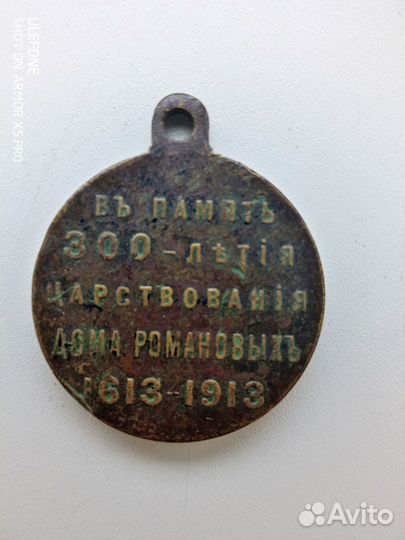 ULEFONE
SHOT ON ARMOR X5 PRO
ВЪ ПАМЯТЬ
300-ЛѢТІЯ
ЦАРСТВОВАНІЯ
ДОМА РОМАНОВЫХЪ
1613-1913
Avito